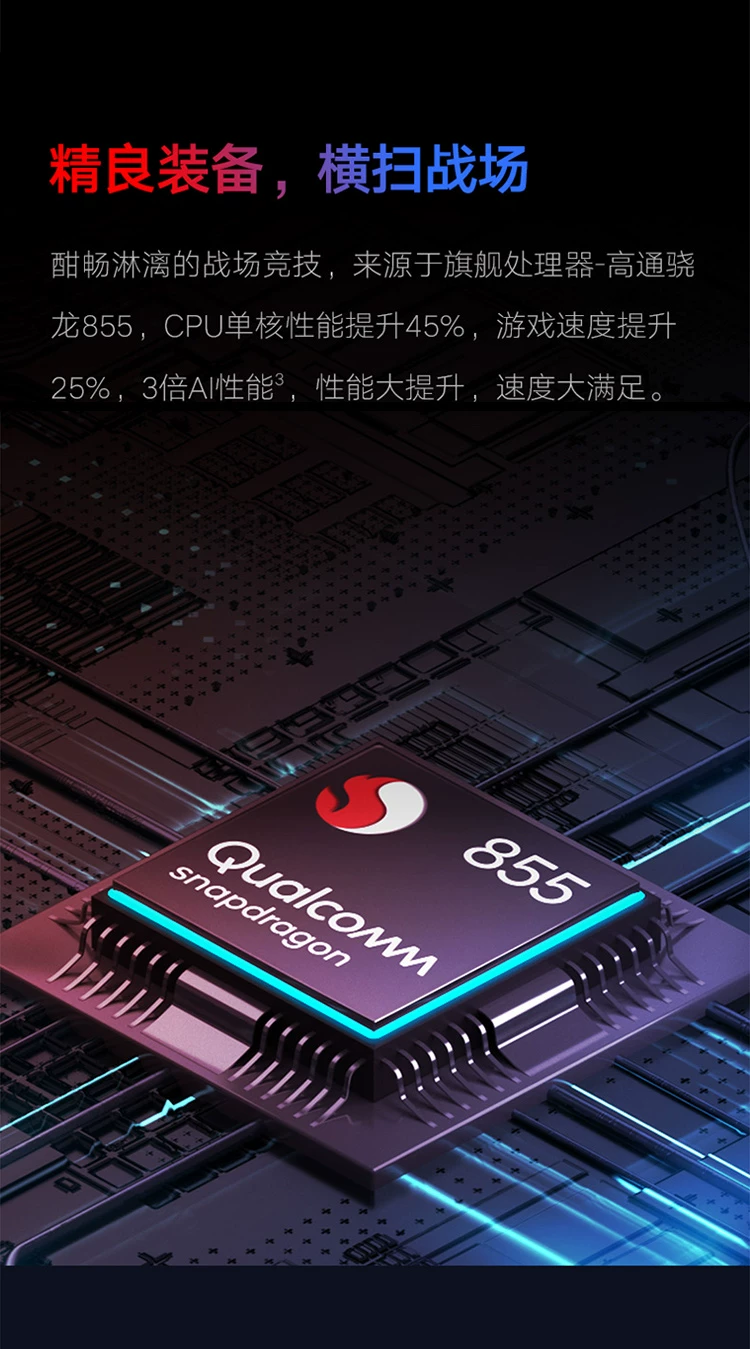 精良装备，横扫战场
酣畅淋漓的战场竞技，来源于旗舰处理器-高通骁
龙855，CPU单核性能提升45%，游戏速度提升
25%，3倍AI性能³，性能大提升，速度大满足。
855
Qualcomm
snapdragon